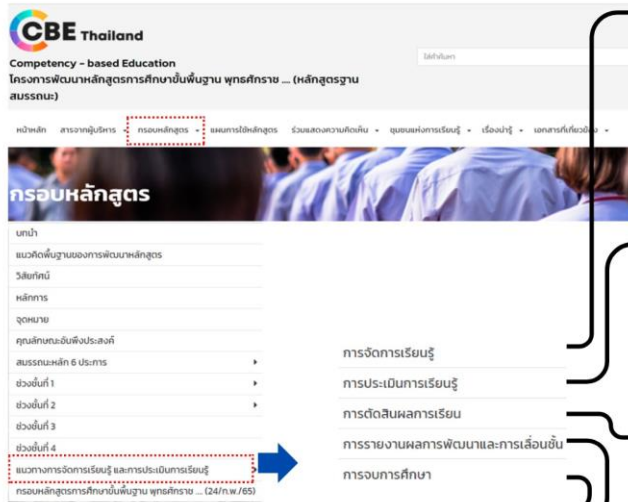 CBE Thailand
Competency - based Education
โครงการพัฒนาหลักสูตรการศึกษาขั้นพื้นฐาน พุทธศักราช .... (หลักสูตรฐาน
สมรรถนะ)
ใส่คำค้นหา
หน้าหลัก สารจากผู้บริหาร กรอบหลักสูตร แผนการใช้หลักสูตร ร่วมแสดงความคิดเห็น ชุมชนแห่งการเรียนรู้ เรื่องน่ารู้ เอกสารที่เกี่ยวข้อง
กรอบหลักสูตร
บทนำ
แนวคิดพื้นฐานของการพัฒนาหลักสูตร
วิสัยทัศน์
หลักการ
จุดหมาย
คุณลักษณะอันพึงประสงค์
สมรรถนะหลัก 6 ประการ
ช่วงชั้นที่ 1
ช่วงชั้นที่ 2
ช่วงชั้นที่ 3
ช่วงชั้นที่ 4
แนวทางการจัดการเรียนรู้ และการประเมินการเรียนรู้
กรอบหลักสูตรการศึกษาขั้นพื้นฐาน พุทธศักราช .... (24/ก.พ./65)
การจัดการเรียนรู้
การประเมินการเรียนรู้
การตัดสินผลการเรียน
การรายงานผลการพัฒนาและการเลื่อนชั้น
การจบการศึกษา